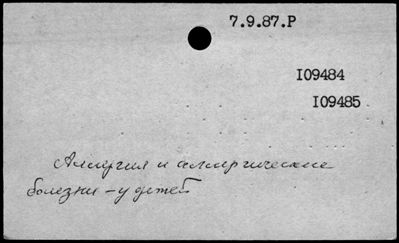 7.9.87.P
I09484
I09485
Аллергия и аллергические
болезни - у детей